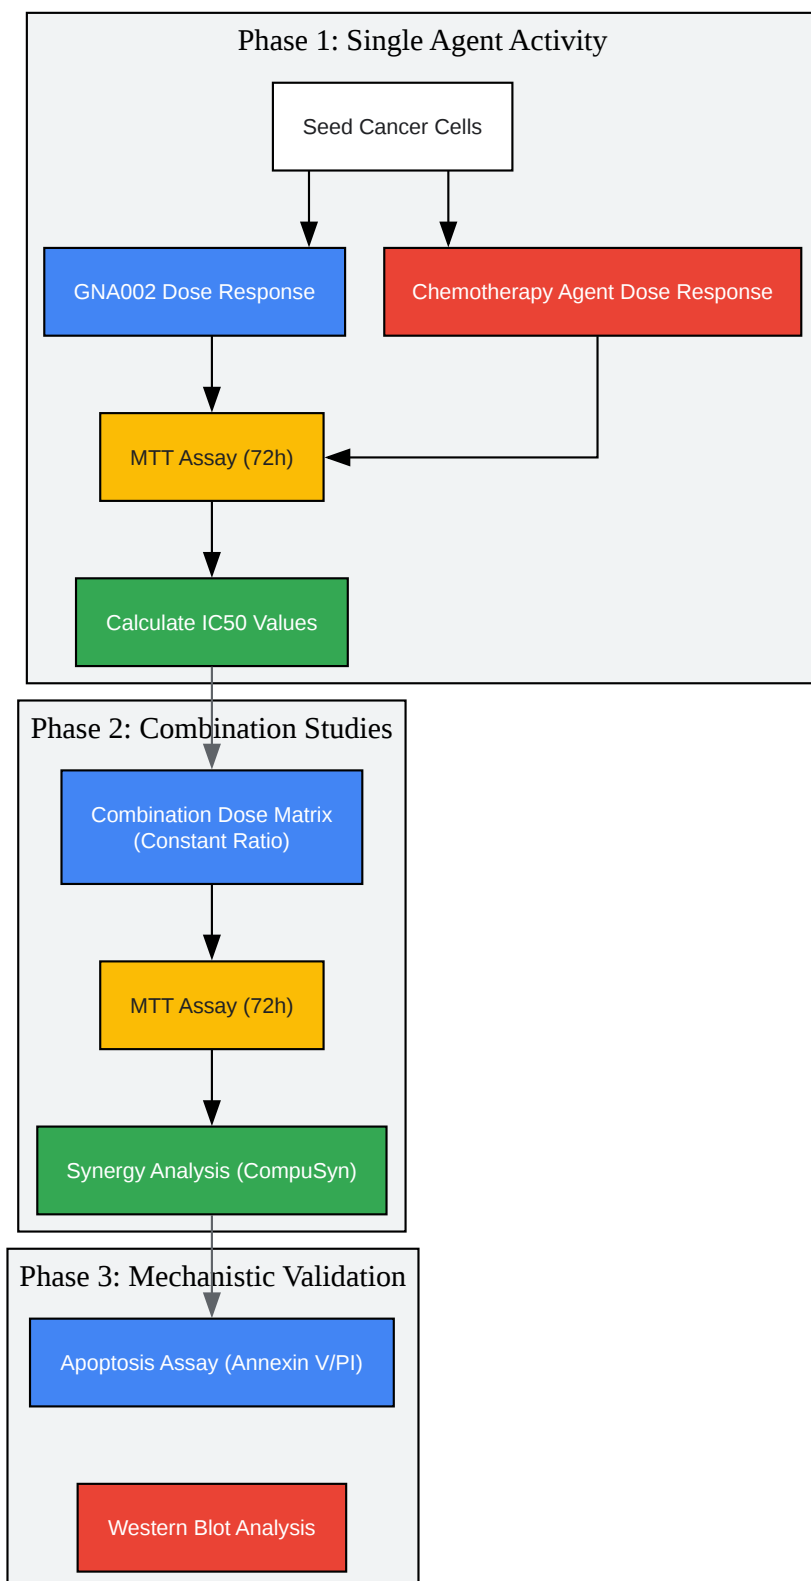 Phase 1: Single Agent Activity
Seed Cancer Cells
GNA002 Dose Response
Chemotherapy Agent Dose Response
MTT Assay (72h)
Calculate IC50 Values
Phase 2: Combination Studies
Combination Dose Matrix
(Constant Ratio)
MTT Assay (72h)
Synergy Analysis (CompuSyn)
Phase 3: Mechanistic Validation
Apoptosis Assay (Annexin V/PI)
Western Blot Analysis